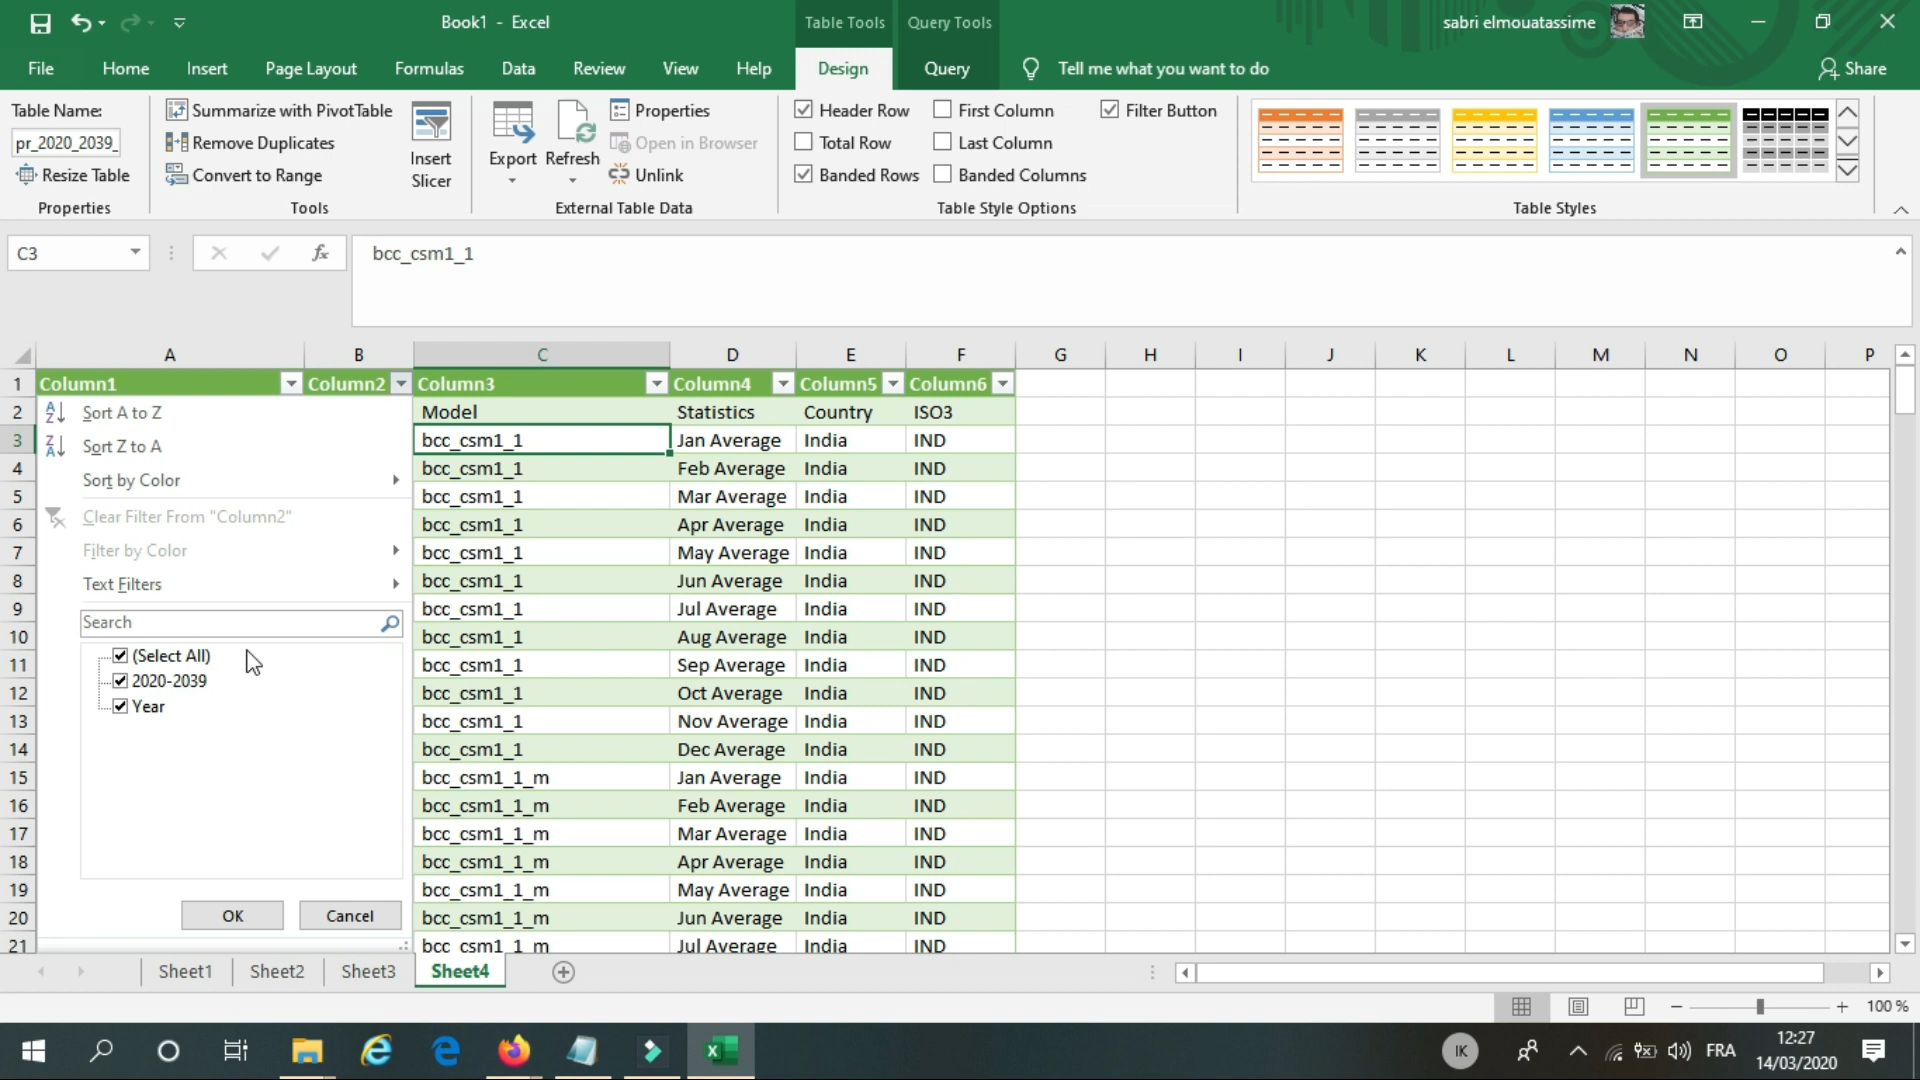 Book1 - Excel
Table Tools
Query Tools
sabri elmouatassime
File
Home
Insert
Page Layout
Formulas
Data
Review
View
Help
Design
Query
Tell me what you want to do
Share
Table Name:
pr_2020_2039_
Resize Table
Properties
Summarize with PivotTable
Remove Duplicates
Convert to Range
Tools
Insert
Slicer
Export
Refresh
Properties
Open in Browser
Unlink
External Table Data
Header Row
First Column
Filter Button
Total Row
Last Column
Banded Rows
Banded Columns
Table Style Options
Table Styles
C3
fx
bcc_csm1_1
A B C D E F G H I J K L M N O P
1 Column1 Column2 Column3 Column4 Column5 Column6
2 Model Statistics Country ISO3
3 bcc_csm1_1 Jan Average India IND
4 bcc_csm1_1 Feb Average India IND
5 bcc_csm1_1 Mar Average India IND
6 bcc_csm1_1 Apr Average India IND
7 bcc_csm1_1 May Average India IND
8 bcc_csm1_1 Jun Average India IND
9 bcc_csm1_1 Jul Average India IND
10 bcc_csm1_1 Aug Average India IND
11 bcc_csm1_1 Sep Average India IND
12 bcc_csm1_1 Oct Average India IND
13 bcc_csm1_1 Nov Average India IND
14 bcc_csm1_1 Dec Average India IND
15 bcc_csm1_1_m Jan Average India IND
16 bcc_csm1_1_m Feb Average India IND
17 bcc_csm1_1_m Mar Average India IND
18 bcc_csm1_1_m Apr Average India IND
19 bcc_csm1_1_m May Average India IND
20 bcc_csm1_1_m Jun Average India IND
21 bcc_csm1_1_m Jul Average India IND
Sort A to Z
Sort Z to A
Sort by Color
Clear Filter From "Column2"
Filter by Color
Text Filters
Search
(Select All)
2020-2039
Year
OK
Cancel
Sheet1
Sheet2
Sheet3
Sheet4
100 %
IK
FRA
12:27
14/03/2020